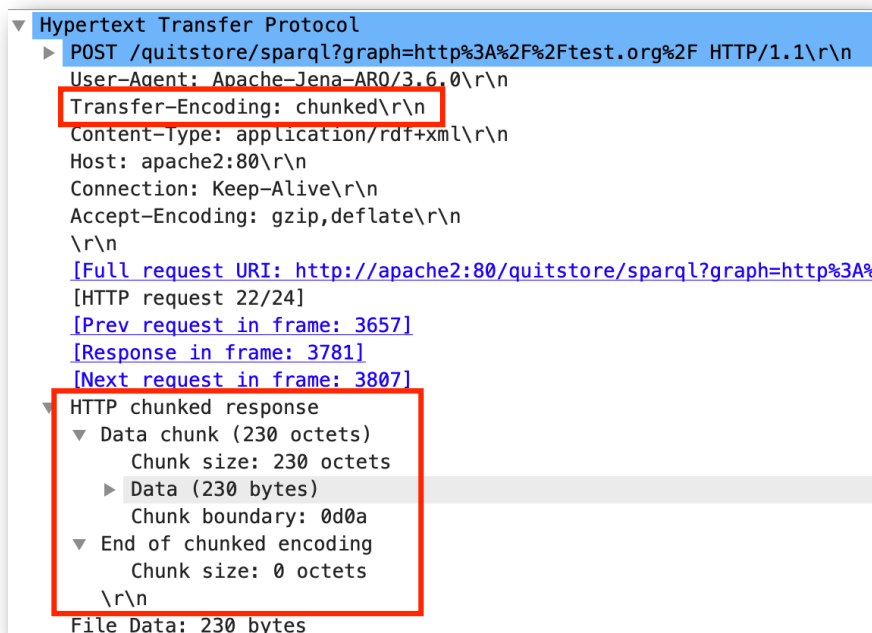 Hypertext Transfer Protocol
POST /quitstore/sparql?graph=http%3A%2F%2Ftest.org%2F HTTP/1.1\r\n
User-Agent: Apache-Jena-ARQ/3.6.0\r\n
Transfer-Encoding: chunked\r\n
Content-Type: application/rdf+xml\r\n
Host: apache2:80\r\n
Connection: Keep-Alive\r\n
Accept-Encoding: gzip,deflate\r\n
\r\n
[Full request URI: http://apache2:80/quitstore/sparql?graph=http%3A%
[HTTP request 22/24]
[Prev request in frame: 3657]
[Response in frame: 3781]
[Next request in frame: 3807]
HTTP chunked response
Data chunk (230 octets)
Chunk size: 230 octets
Data (230 bytes)
Chunk boundary: 0d0a
End of chunked encoding
Chunk size: 0 octets
\r\n
File Data: 230 bytes